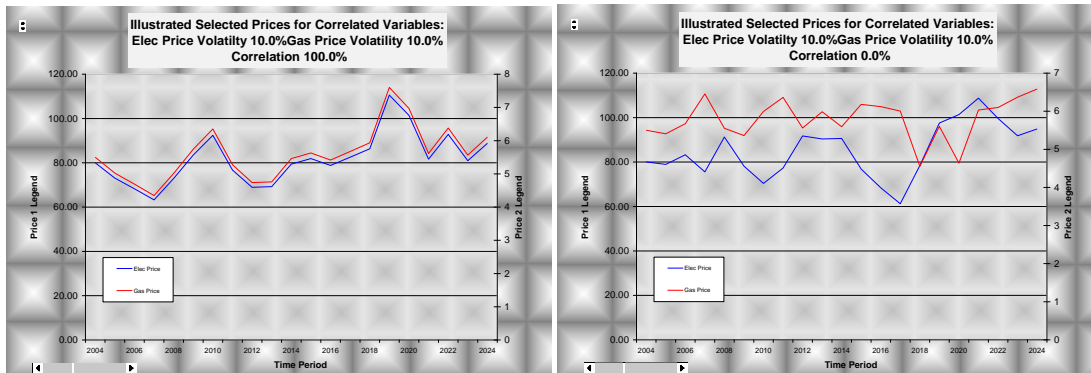 Illustrated Selected Prices for Correlated Variables:
Elec Price Volatilty 10.0%Gas Price Volatility 10.0%
Correlation 100.0%
120.00
100.00
80.00
60.00
40.00
20.00
0.00
Price 1 Legend
8
7
6
5
4
3
2
1
0
Price 2 Legend
Elec Price
Gas Price
2004 2006 2008 2010 2012 2014 2016 2018 2020 2022 2024
Time Period
Illustrated Selected Prices for Correlated Variables:
Elec Price Volatilty 10.0%Gas Price Volatility 10.0%
Correlation 0.0%
120.00
100.00
80.00
60.00
40.00
20.00
0.00
Price 1 Legend
7
6
5
4
3
2
1
0
Price 2 Legend
Elec Price
Gas Price
2004 2006 2008 2010 2012 2014 2016 2018 2020 2022 2024
Time Period